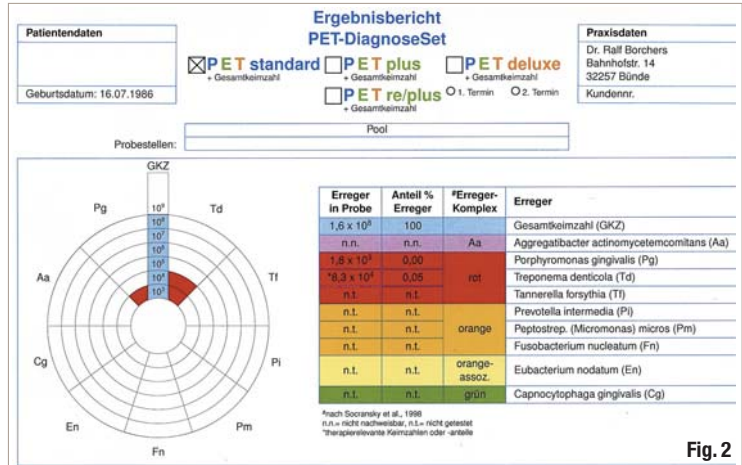 Ergebnisbericht
PET-DiagnoseSet
Patientendaten
Geburtsdatum: 16.07.1986
PET standard
+ Gesamtkeimzahl
PET plus
+ Gesamtkeimzahl
PET deluxe
+ Gesamtkeimzahl
PET re/plus
+ Gesamtkeimzahl
1. Termin
2. Termin
Praxisdaten
Dr. Ralf Borchers
Bahnhofstr. 14
32257 Bünde
Kundennr.
Pool
Probestellen:
GKZ
10⁹
10⁸
10⁷
10⁶
10⁵
10⁴
10³
Pg
Td
Aa
Tf
Cg
Pi
En
Pm
Fn
Erreger in Probe Anteil % Erreger #Erreger-Komplex Erreger
1,6 x 10⁸ 100 Gesamtkeimzahl (GKZ)
n.n. n.n. Aa Aggregatibacter actinomycetemcomitans (Aa)
1,8 x 10³ 0,00 Porphyromonas gingivalis (Pg)
*8,3 x 10⁴ 0,05 rot Treponema denticola (Td)
n.t. n.t. Tannerella forsythia (Tf)
n.t. n.t. Prevotella intermedia (Pi)
n.t. n.t. orange Peptostrep. (Micromonas) micros (Pm)
n.t. n.t. Fusobacterium nucleatum (Fn)
n.t. n.t. orange-assoz. Eubacterium nodatum (En)
n.t. n.t. grün Capnocytophaga gingivalis (Cg)
#nach Socransky et al., 1998
n.n.= nicht nachweisbar, n.t.= nicht getestet
*therapierelevante Keimzahlen oder -anteile
Fig. 2